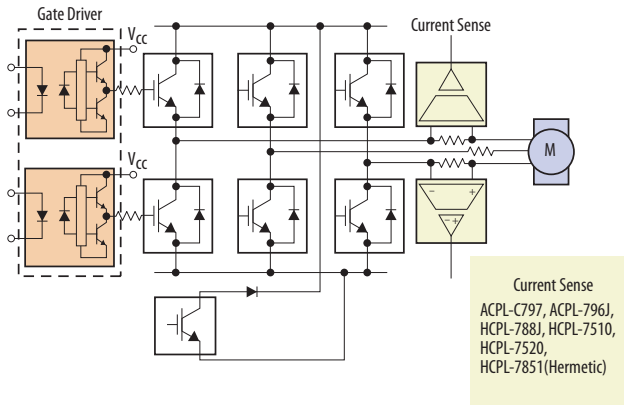 Gate Driver
VCC
Current Sense
M
VCC
− +
−+
Current Sense
ACPL-C797, ACPL-796J,
HCPL-788J, HCPL-7510,
HCPL-7520,
HCPL-7851(Hermetic)